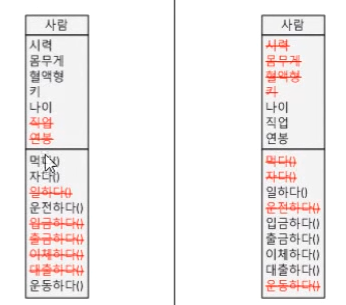 사람
시력
몸무게
혈액형
키
나이
직업
연봉
먹다()
자다()
일하다()
운전하다()
입금하다()
출금하다()
이체하다()
대출하다()
운동하다()
사람
시력
몸무게
혈액형
키
나이
직업
연봉
먹다()
자다()
일하다()
운전하다()
입금하다()
출금하다()
이체하다()
대출하다()
운동하다()